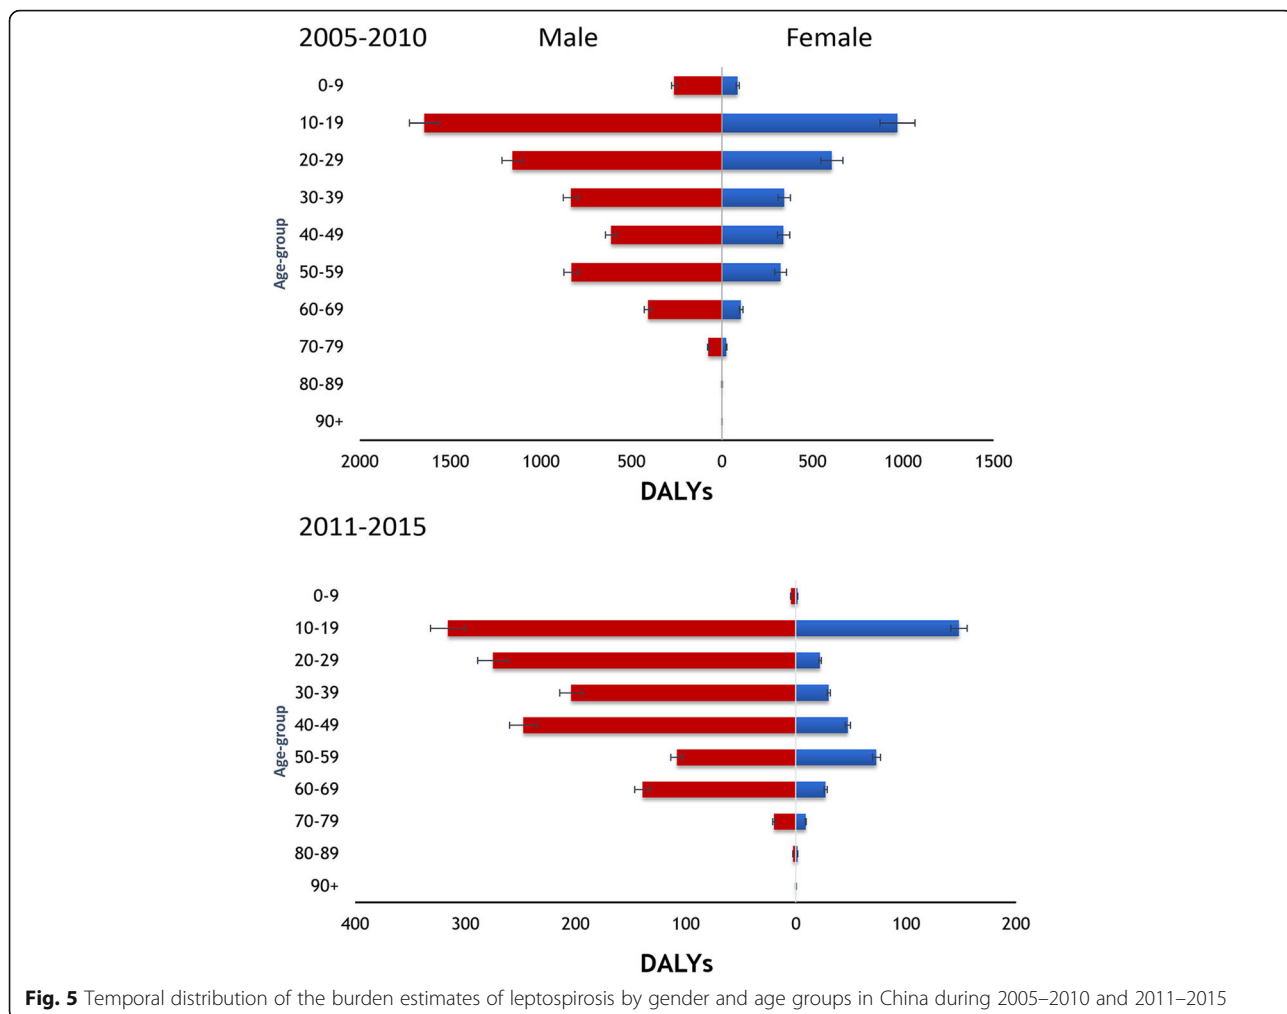 2005-2010 Male Female
0-9
10-19
20-29
30-39
40-49
50-59
60-69
70-79
80-89
90+
Age-group
2000 1500 1000 500 0 500 1000 1500
DALYs
2011-2015
0-9
10-19
20-29
30-39
40-49
50-59
60-69
70-79
80-89
90+
Age-group
400 300 200 100 0 100 200
DALYs
Fig. 5 Temporal distribution of the burden estimates of leptospirosis by gender and age groups in China during 2005–2010 and 2011–2015